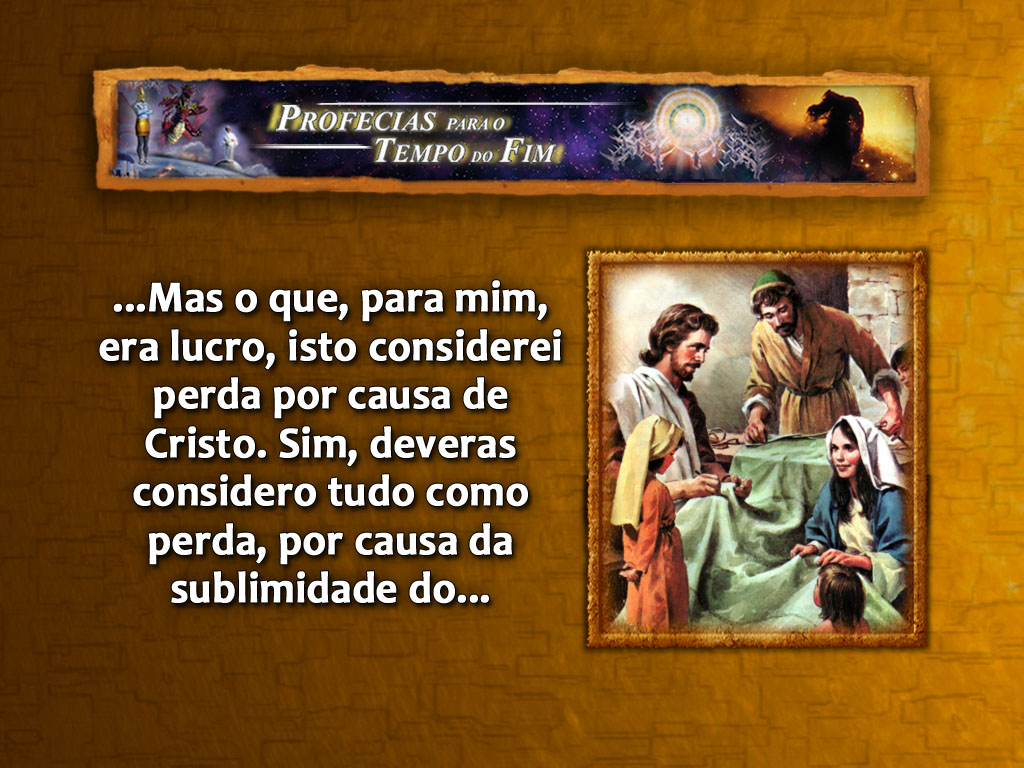 PROFECIAS PARA O
TEMPO DO FIM
...Mas o que, para mim,
era lucro, isto considerei
perda por causa de
Cristo. Sim, deveras
considero tudo como
perda, por causa da
sublimidade do...